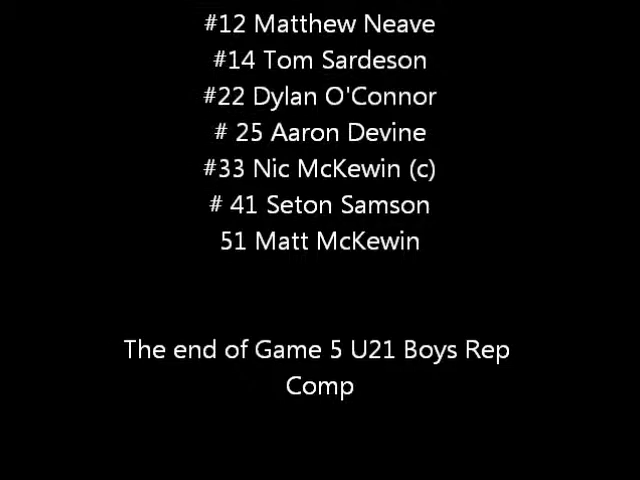 #12 Matthew Neave
#14 Tom Sardeson
#22 Dylan O'Connor
# 25 Aaron Devine
#33 Nic McKewin (c)
# 41 Seton Samson
51 Matt McKewin
The end of Game 5 U21 Boys Rep
Comp